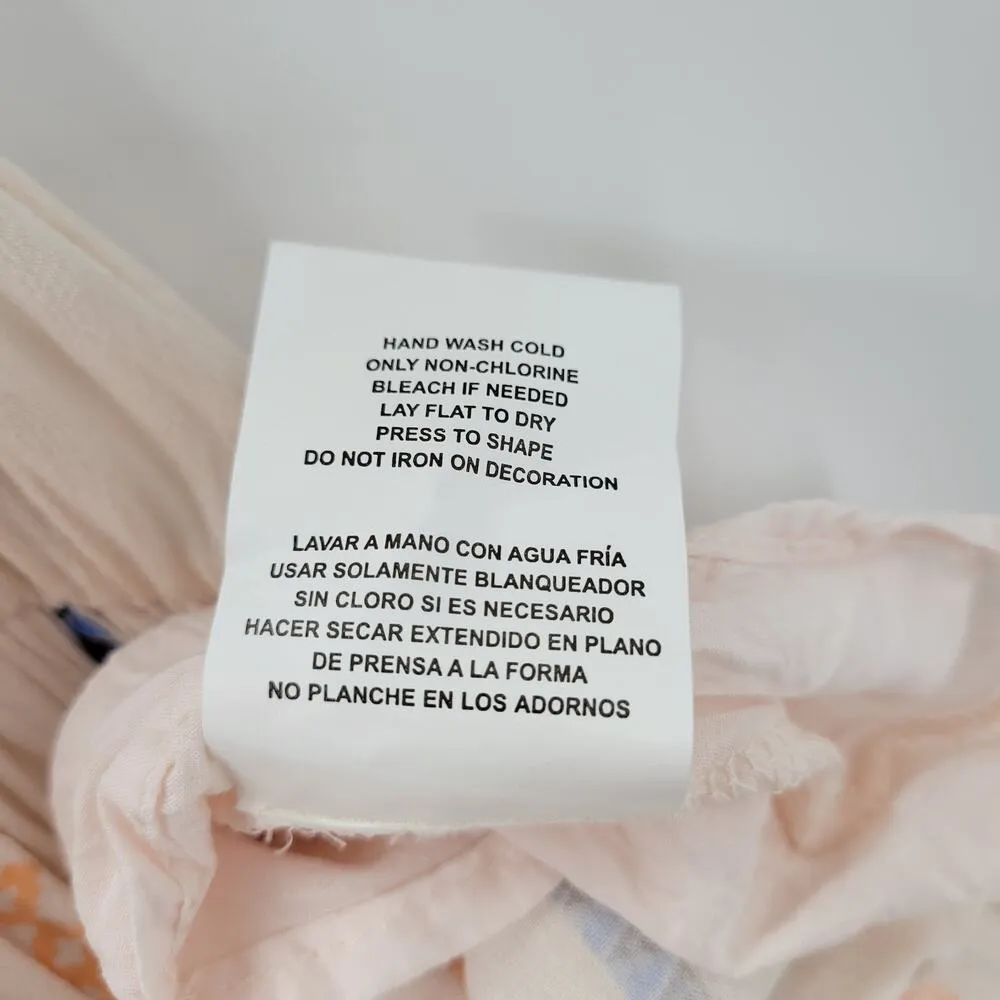 HAND WASH COLD
ONLY NON-CHLORINE
BLEACH IF NEEDED
LAY FLAT TO DRY
PRESS TO SHAPE
DO NOT IRON ON DECORATION
LAVAR A MANO CON AGUA FRÍA
USAR SOLAMENTE BLANQUEADOR
SIN CLORO SI ES NECESARIO
HACER SECAR EXTENDIDO EN PLANO
DE PRENSA A LA FORMA
NO PLANCHE EN LOS ADORNOS